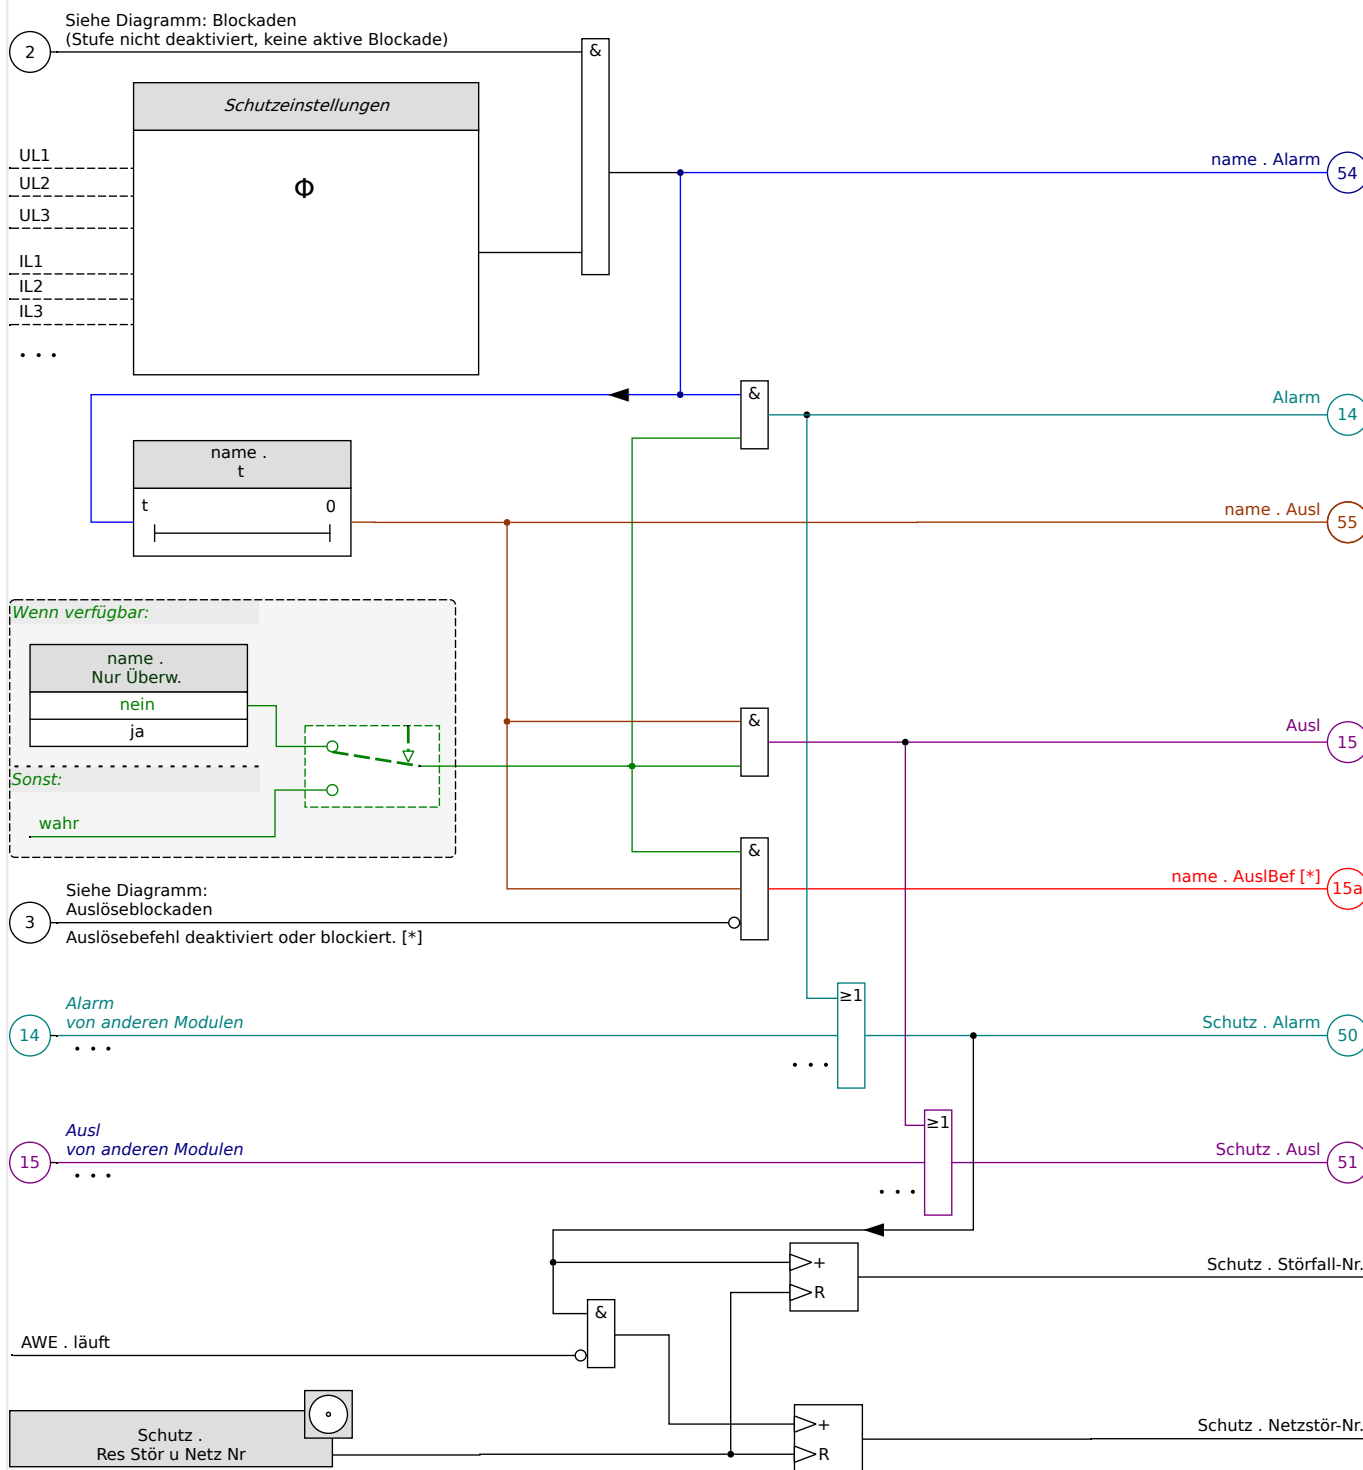 Siehe Diagramm: Blockaden
(Stufe nicht deaktiviert, keine aktive Blockade)
2
&
Schutzeinstellungen
Φ
UL1
UL2
UL3
IL1
IL2
IL3
. . .
name . Alarm
54
&
Alarm
14
name .
t
t 0
name . Ausl
55
Wenn verfügbar:
name .
Nur Überw.
nein
ja
Sonst:
wahr
&
Ausl
15
&
name . AuslBef [*]
15a
Siehe Diagramm:
Auslöseblockaden
3
Auslösebefehl deaktiviert oder blockiert. [*]
Alarm
von anderen Modulen
14
. . .
≥1
. . .
Schutz . Alarm
50
Ausl
von anderen Modulen
15
. . .
≥1
. . .
Schutz . Ausl
51
+
R
Schutz . Störfall-Nr.
&
AWE . läuft
Schutz .
Res Stör u Netz Nr
+
R
Schutz . Netzstör-Nr.